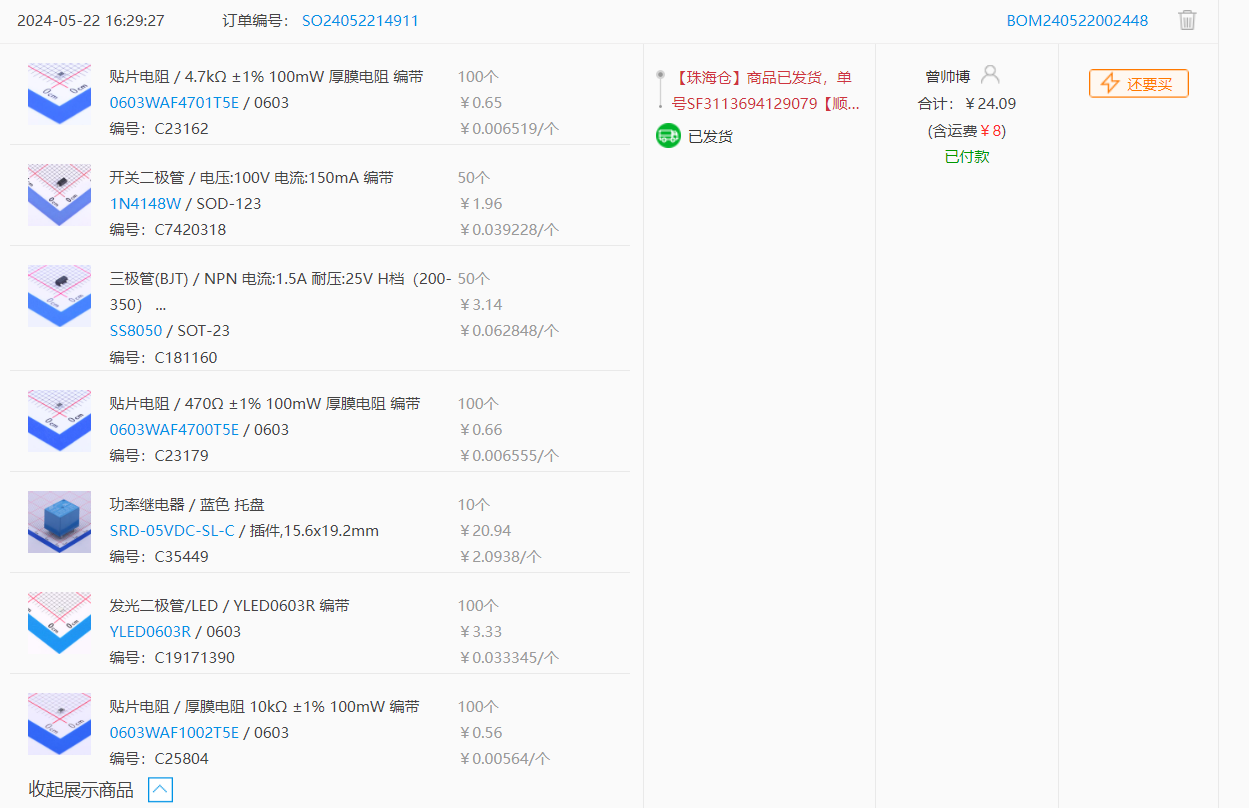 2024-05-22 16:29:27 订单编号： SO24052214911 BOM240522002448
贴片电阻 / 4.7kΩ ±1% 100mW 厚膜电阻 编带 100个
0603WAF4701T5E / 0603 ￥0.65
编号：C23162 ￥0.006519/个
开关二极管 / 电压:100V 电流:150mA 编带 50个
1N4148W / SOD-123 ￥1.96
编号：C7420318 ￥0.039228/个
三极管(BJT) / NPN 电流:1.5A 耐压:25V H档（200- 50个
350） ... ￥3.14
SS8050 / SOT-23 ￥0.062848/个
编号：C181160
贴片电阻 / 470Ω ±1% 100mW 厚膜电阻 编带 100个
0603WAF4700T5E / 0603 ￥0.66
编号：C23179 ￥0.006555/个
功率继电器 / 蓝色 托盘 10个
SRD-05VDC-SL-C / 插件,15.6x19.2mm ￥20.94
编号：C35449 ￥2.0938/个
发光二极管/LED / YLED0603R 编带 100个
YLED0603R / 0603 ￥3.33
编号：C19171390 ￥0.033345/个
贴片电阻 / 厚膜电阻 10kΩ ±1% 100mW 编带 100个
0603WAF1002T5E / 0603 ￥0.56
编号：C25804 ￥0.00564/个
收起展示商品
【珠海仓】商品已发货，单
号SF3113694129079【顺...
已发货
曾帅博
合计：￥24.09
(含运费￥8)
已付款
还要买